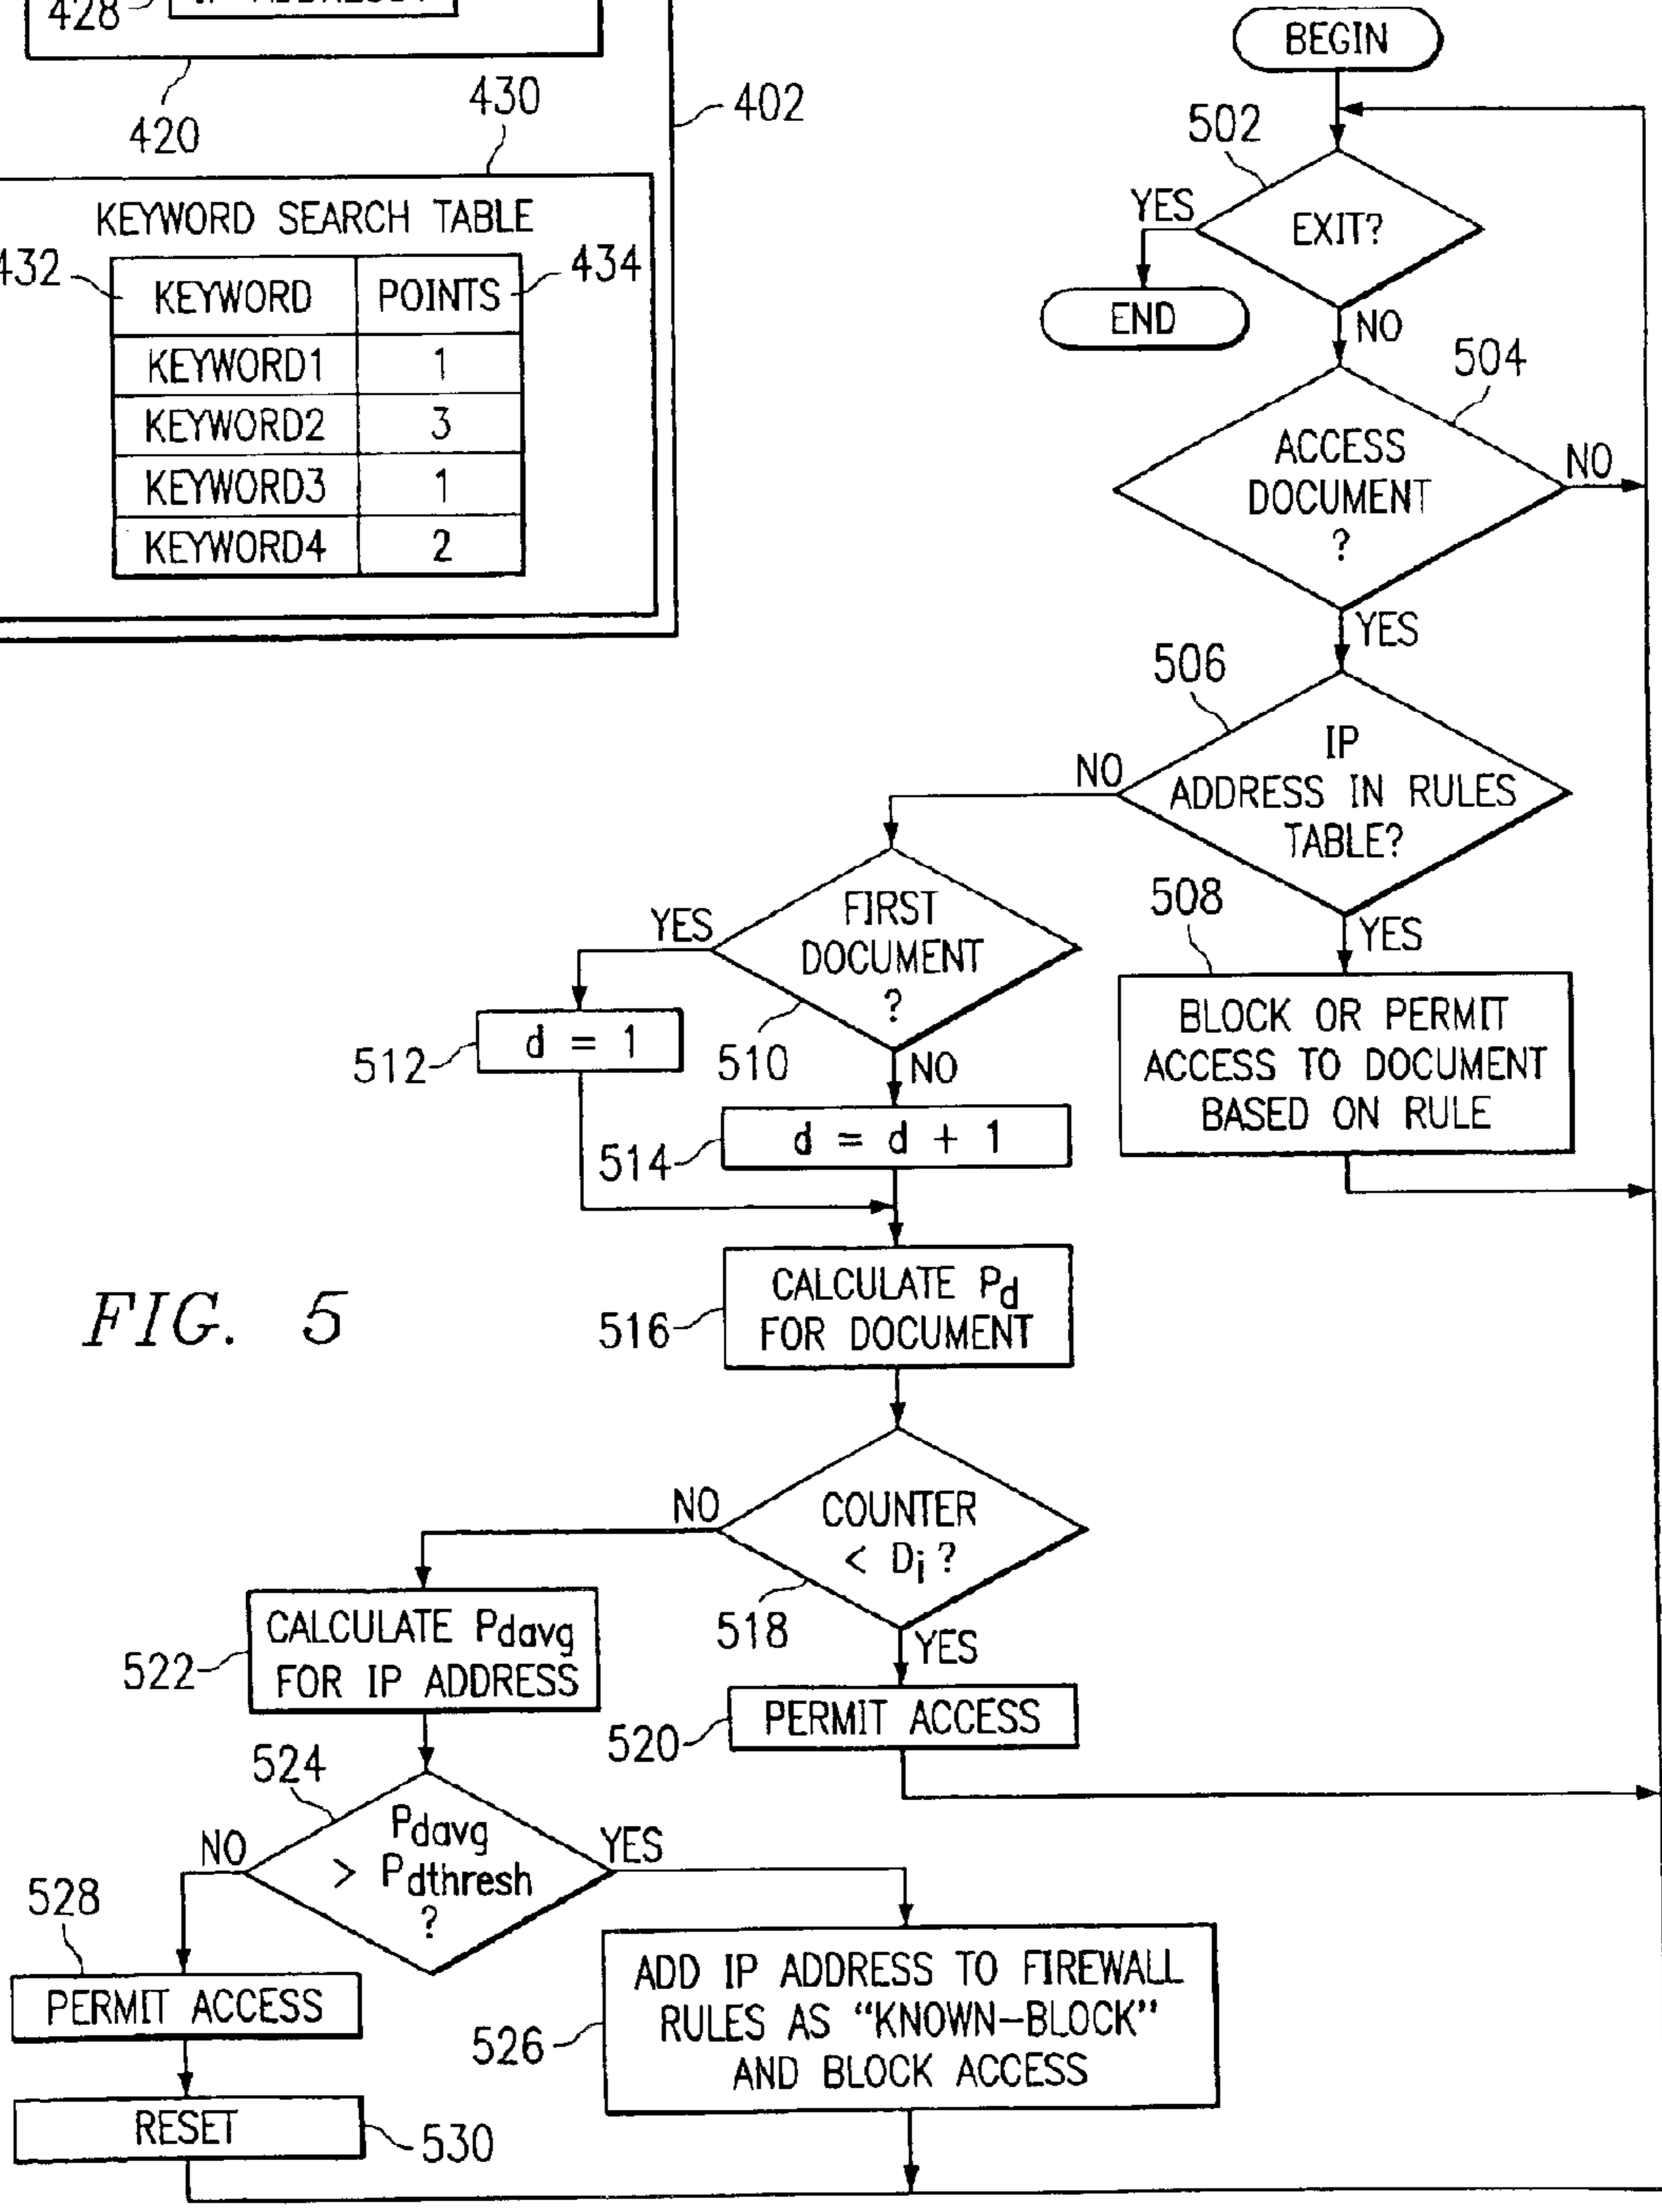 428
420
430
402
KEYWORD SEARCH TABLE
432
434
KEYWORD POINTS
KEYWORD1 1
KEYWORD2 3
KEYWORD3 1
KEYWORD4 2
BEGIN
502
EXIT?
YES
END
NO
504
ACCESS
DOCUMENT
?
NO
YES
506
IP
ADDRESS IN RULES
TABLE?
NO
YES
508
BLOCK OR PERMIT
ACCESS TO DOCUMENT
BASED ON RULE
FIRST
DOCUMENT
?
510
YES
512
d = 1
NO
514
d = d + 1
516
CALCULATE Pd
FOR DOCUMENT
FIG. 5
COUNTER
< Di ?
518
NO
YES
520
PERMIT ACCESS
522
CALCULATE Pdavg
FOR IP ADDRESS
524
Pdavg
> Pdthresh
?
NO
YES
528
PERMIT ACCESS
526
ADD IP ADDRESS TO FIREWALL
RULES AS “KNOWN–BLOCK”
AND BLOCK ACCESS
RESET
530